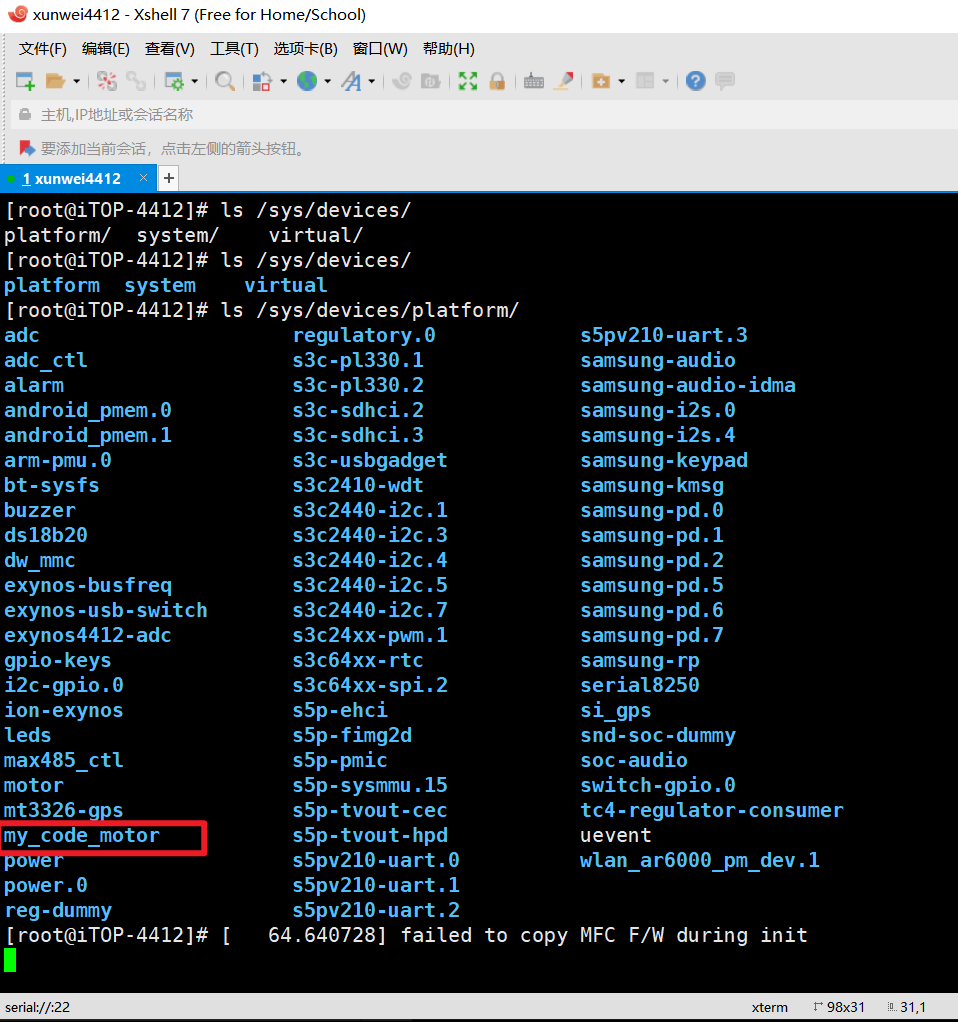 xunwei4412 - Xshell 7 (Free for Home/School)
文件(F) 编辑(E) 查看(V) 工具(T) 选项卡(B) 窗口(W) 帮助(H)
主机,IP地址或会话名称
要添加当前会话，点击左侧的箭头按钮。
1 xunwei4412 × +
[root@iTOP-4412]# ls /sys/devices/
platform/ system/ virtual/
[root@iTOP-4412]# ls /sys/devices/
platform system virtual
[root@iTOP-4412]# ls /sys/devices/platform/
adc regulatory.0 s5pv210-uart.3
adc_ctl s3c-pl330.1 samsung-audio
alarm s3c-pl330.2 samsung-audio-idma
android_pmem.0 s3c-sdhci.2 samsung-i2s.0
android_pmem.1 s3c-sdhci.3 samsung-i2s.4
arm-pmu.0 s3c-usbgadget samsung-keypad
bt-sysfs s3c2410-wdt samsung-kmsg
buzzer s3c2440-i2c.1 samsung-pd.0
ds18b20 s3c2440-i2c.3 samsung-pd.1
dw_mmc s3c2440-i2c.4 samsung-pd.2
exynos-busfreq s3c2440-i2c.5 samsung-pd.5
exynos-usb-switch s3c2440-i2c.7 samsung-pd.6
exynos4412-adc s3c24xx-pwm.1 samsung-pd.7
gpio-keys s3c64xx-rtc samsung-rp
i2c-gpio.0 s3c64xx-spi.2 serial8250
ion-exynos s5p-ehci si_gps
leds s5p-fimg2d snd-soc-dummy
max485_ctl s5p-pmic soc-audio
motor s5p-sysmmu.15 switch-gpio.0
mt3326-gps s5p-tvout-cec tc4-regulator-consumer
my_code_motor s5p-tvout-hpd uevent
power s5pv210-uart.0 wlan_ar6000_pm_dev.1
power.0 s5pv210-uart.1
reg-dummy s5pv210-uart.2
[root@iTOP-4412]# [ 64.640728] failed to copy MFC F/W during init
serial://:22 xterm 98x31 31,1